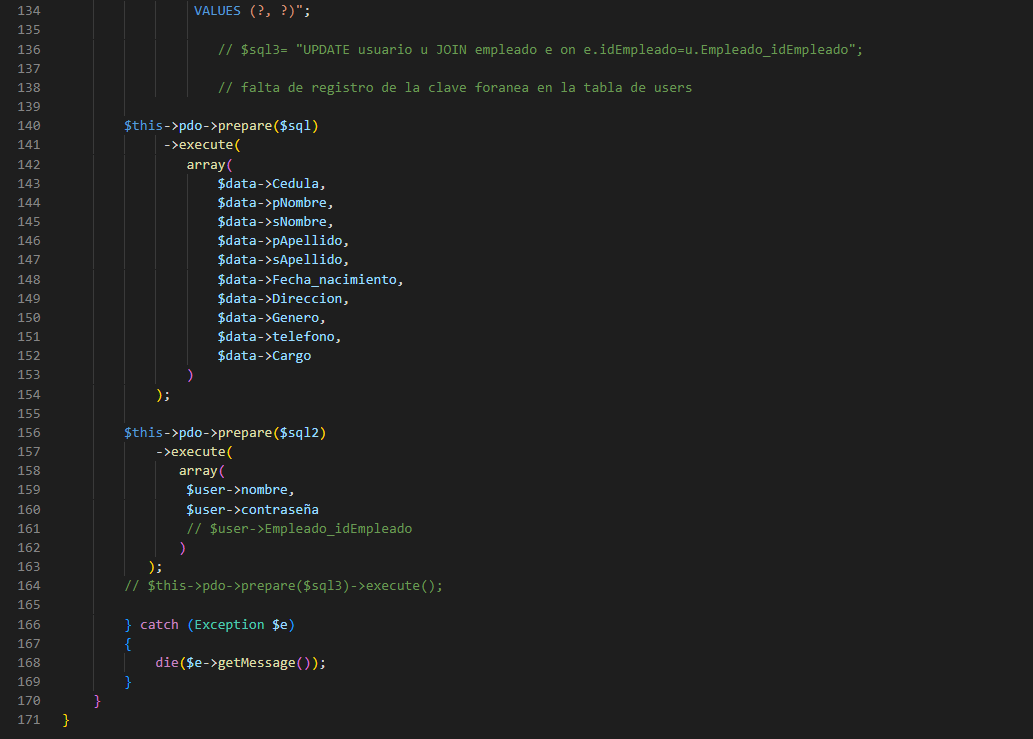 134 VALUES (?, ?)";
135
136 // $sql3= "UPDATE usuario u JOIN empleado e on e.idEmpleado=u.Empleado_idEmpleado";
137
138 // falta de registro de la clave foranea en la tabla de users
139
140 $this->pdo->prepare($sql)
141 ->execute(
142 array(
143 $data->Cedula,
144 $data->pNombre,
145 $data->sNombre,
146 $data->pApellido,
147 $data->sApellido,
148 $data->Fecha_nacimiento,
149 $data->Direccion,
150 $data->Genero,
151 $data->telefono,
152 $data->Cargo
153 )
154 );
155
156 $this->pdo->prepare($sql2)
157 ->execute(
158 array(
159 $user->nombre,
160 $user->contraseña
161 // $user->Empleado_idEmpleado
162 )
163 );
164 // $this->pdo->prepare($sql3)->execute();
165
166 } catch (Exception $e)
167 {
168 die($e->getMessage());
169 }
170 }
171 }